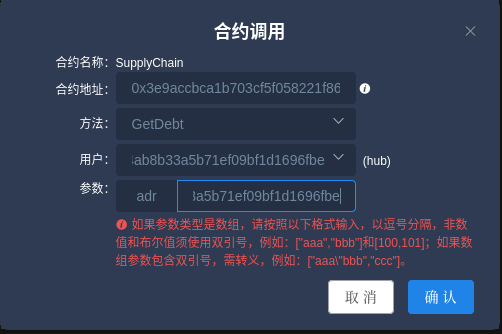 合约调用
合约名称： SupplyChain
合约地址： 0x3e9accbca1b703cf5f058221f86
方法： GetDebt
用户： 4ab8b33a5b71ef09bf1d1696fbe (hub)
参数： adr 3a5b71ef09bf1d1696fbe
如果参数类型是数组，请按照以下格式输入，以逗号分隔，非数
值和布尔值须使用双引号，例如：["aaa","bbb"]和[100,101]；如果数
组参数包含双引号，需转义，例如：["aaa\"bbb","ccc"]。
取 消 确 认